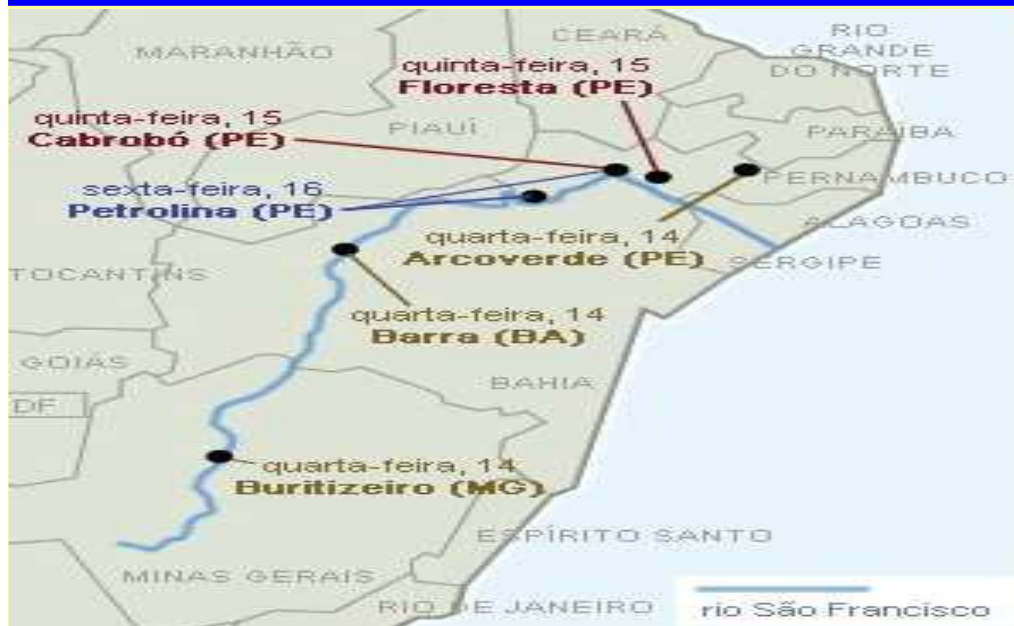 CEARÁ
RIO
GRANDE
DO NORTE
MARANHÃO
quinta-feira, 15
Floresta (PE)
quinta-feira, 15
Cabrobó (PE)
PIAUÍ
PARAÍBA
sexta-feira, 16
Petrolina (PE)
PERNAMBUCO
ALAGOAS
quarta-feira, 14
Arcoverde (PE)
SERGIPE
TOCANTINS
quarta-feira, 14
Barra (BA)
GOIÁS
BAHIA
DF
quarta-feira, 14
Buritizeiro (MG)
ESPÍRITO SANTO
MINAS GERAIS
RIO DE JANEIRO
rio São Francisco